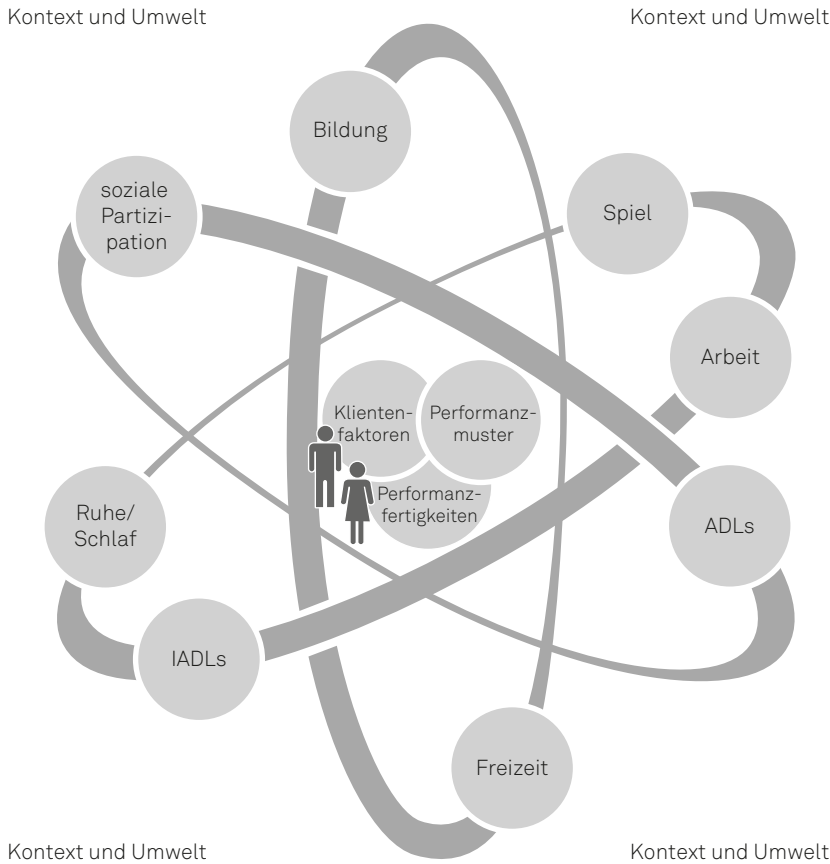 Kontext und Umwelt
Kontext und Umwelt
Bildung
soziale
Partizi-
pation
Spiel
Arbeit
Klienten-
faktoren
Performanz-
muster
Performanz-
fertigkeiten
Ruhe/
Schlaf
ADLs
IADLs
Freizeit
Kontext und Umwelt
Kontext und Umwelt